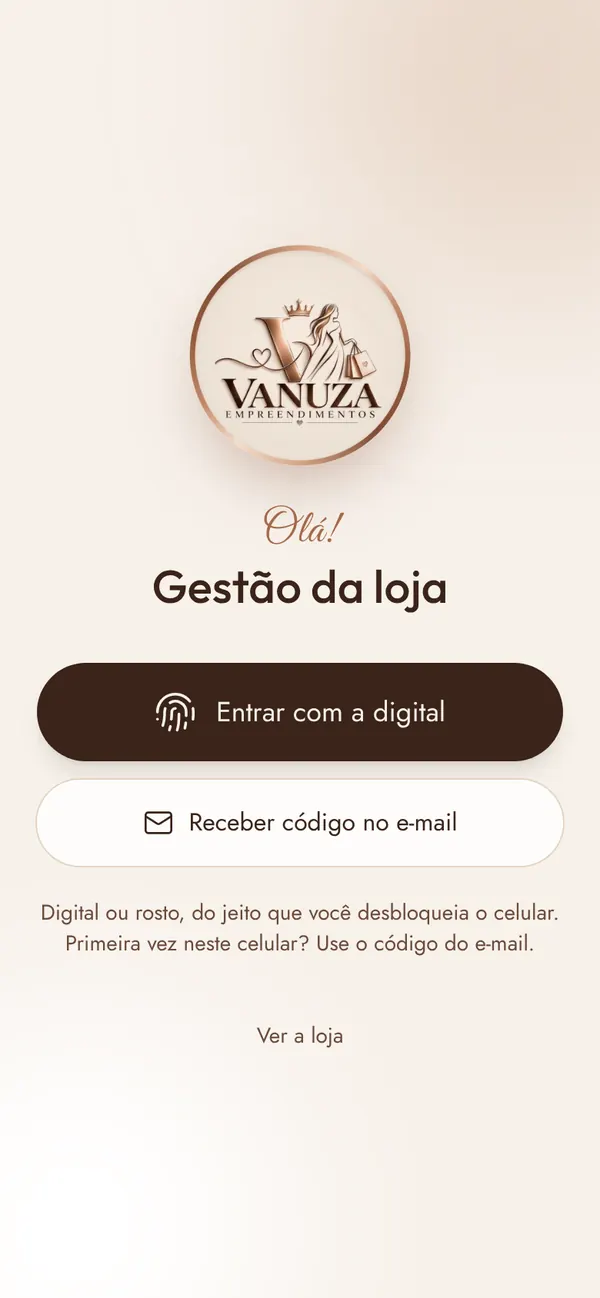 VANUZA
EMPREENDIMENTOS
Olá!
Gestão da loja
Entrar com a digital
Receber código no e-mail
Digital ou rosto, do jeito que você desbloqueia o celular.
Primeira vez neste celular? Use o código do e-mail.
Ver a loja